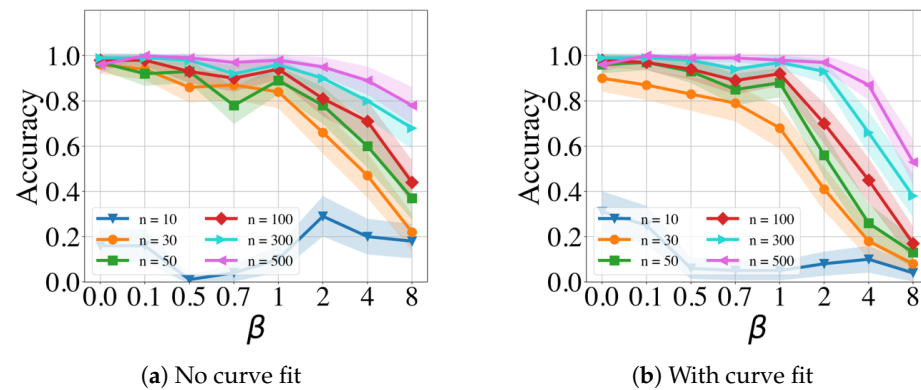 1.0
0.8
0.6
0.4
0.2
0.0
Accuracy
n = 10
n = 30
n = 50
n = 100
n = 300
n = 500
0.0 0.1 0.5 0.7 1 2 4 8
β
(a) No curve fit
1.0
0.8
0.6
0.4
0.2
0.0
Accuracy
n = 10
n = 30
n = 50
n = 100
n = 300
n = 500
0.0 0.1 0.5 0.7 1 2 4 8
β
(b) With curve fit